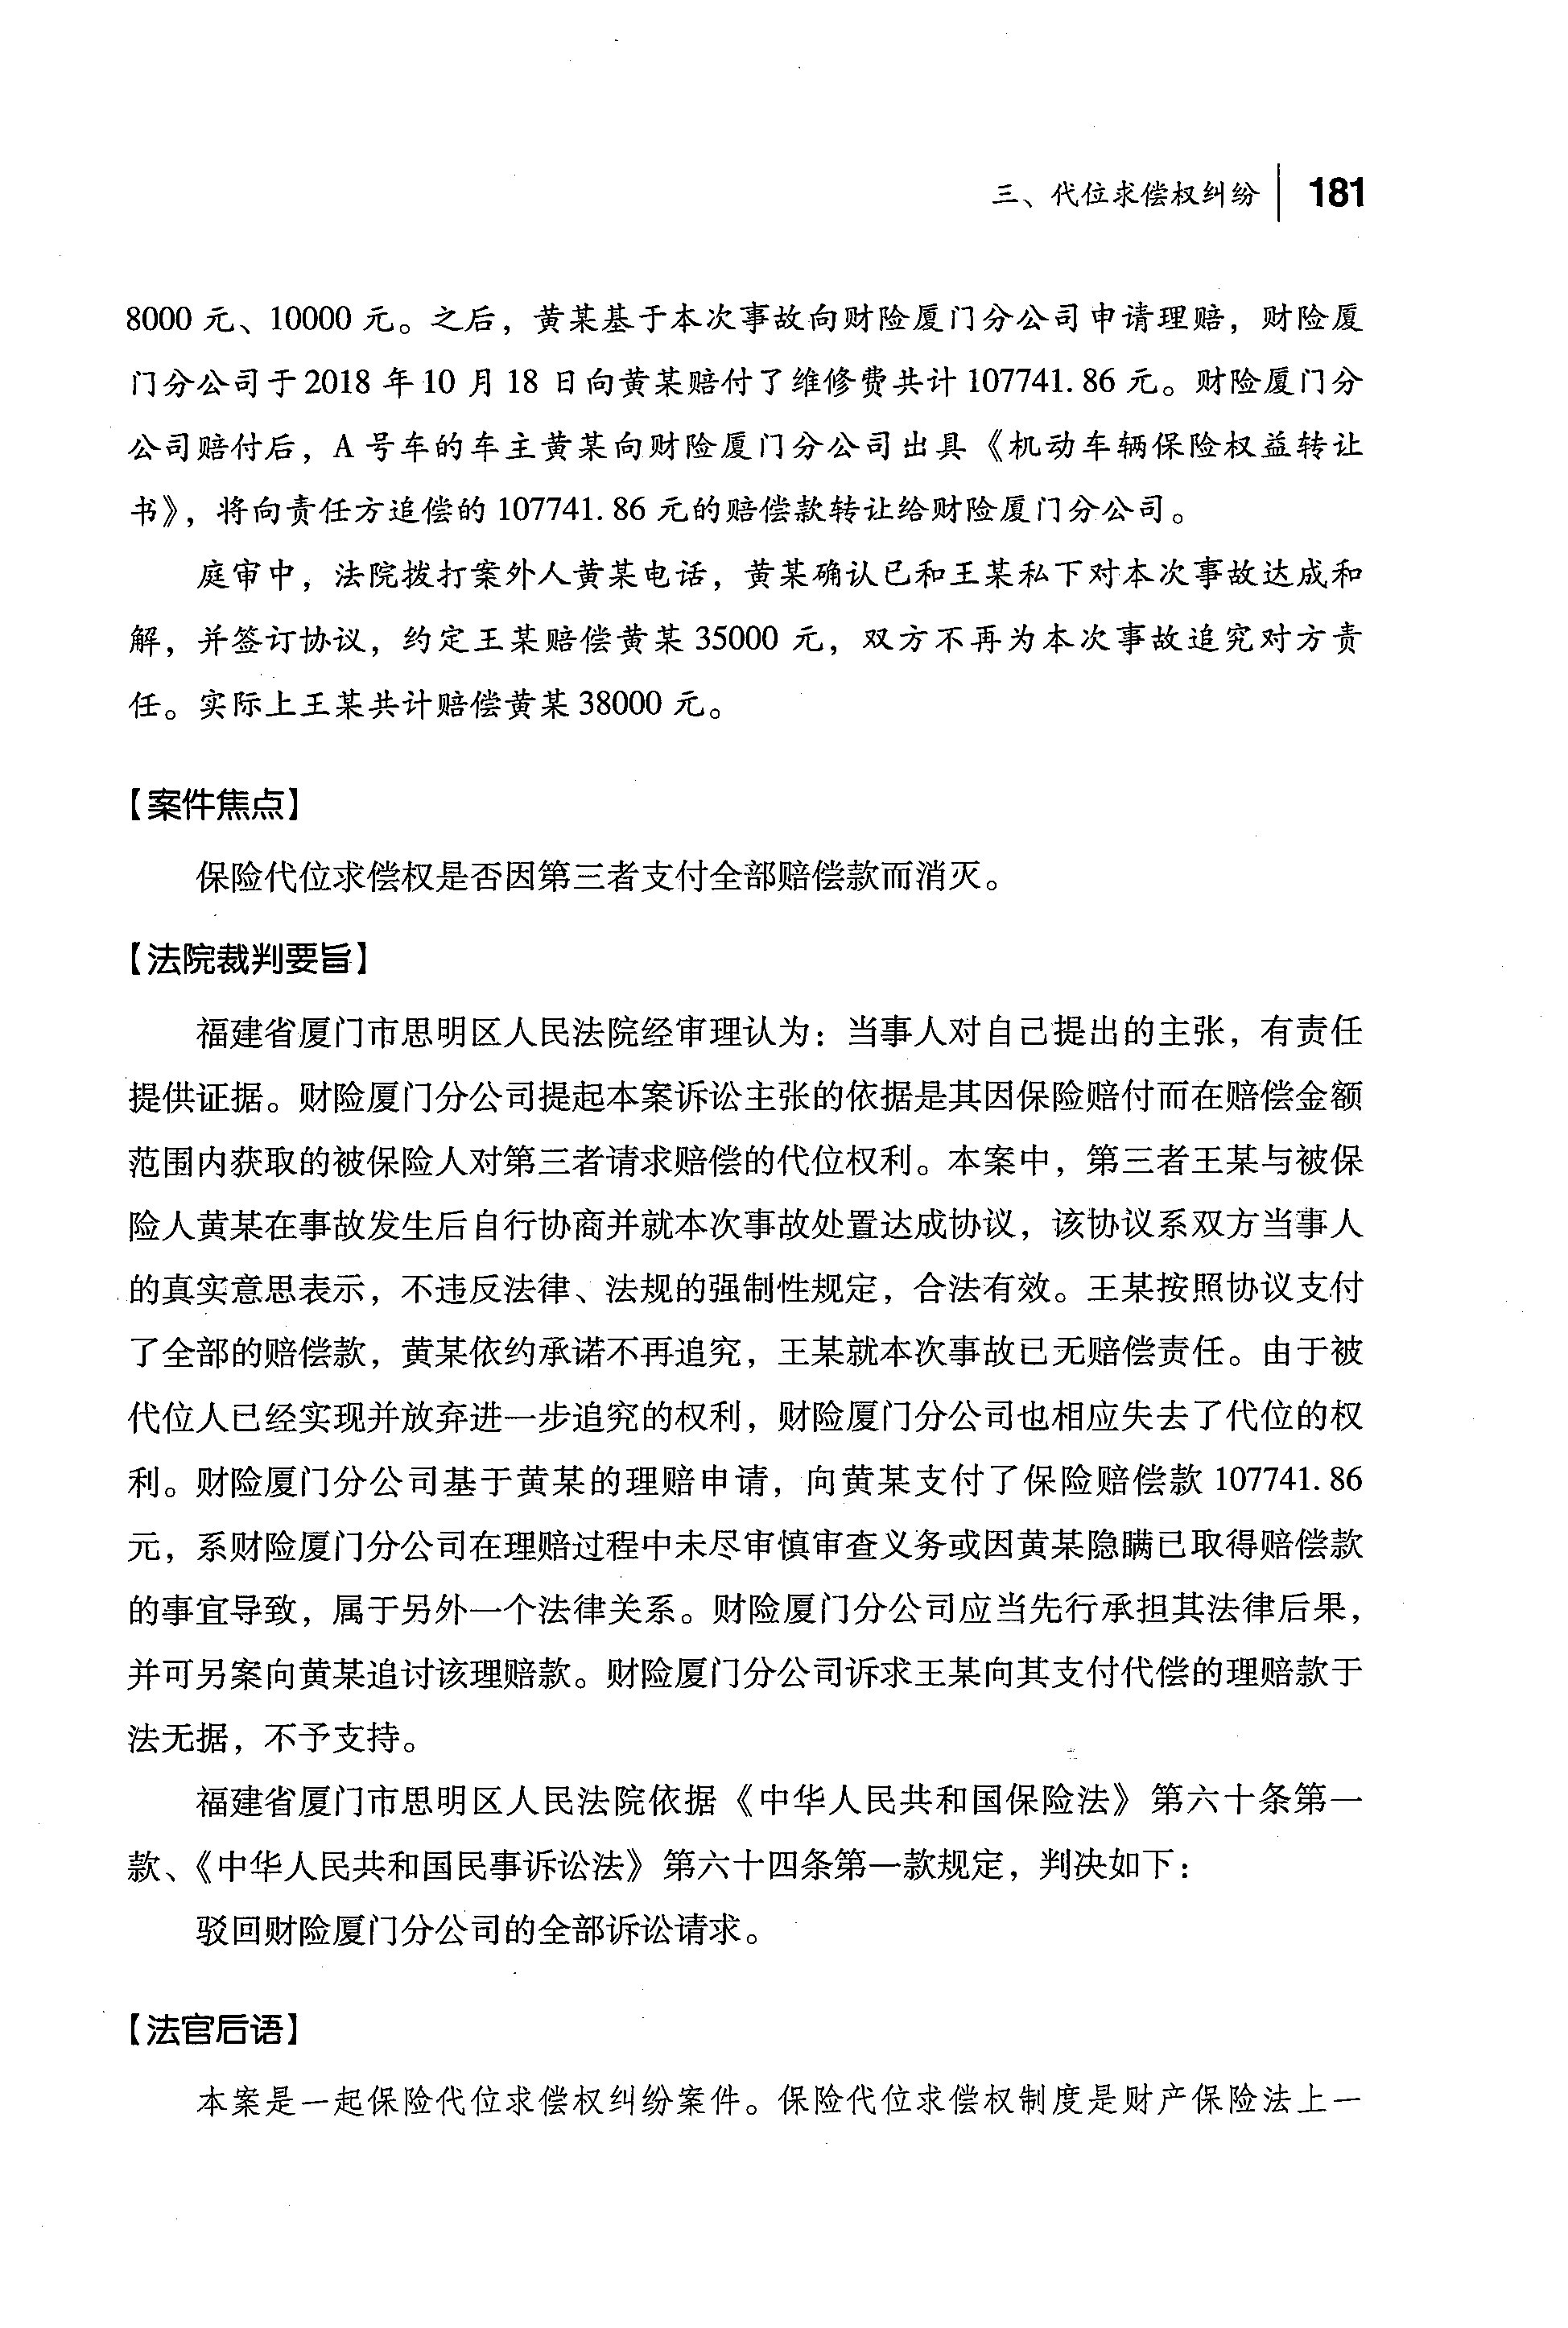 三、代位求偿权纠纷 181
8000 元、10000 元。之后，黄某基于本次事故向财险厦门分公司申请理赔，财险厦
门分公司于 2018 年 10 月 18 日向黄某赔付了维修费共计 107741.86 元。财险厦门分
公司赔付后，A 号车的车主黄某向财险厦门分公司出具《机动车辆保险权益转让
书》，将向责任方追偿的 107741.86 元的赔偿款转让给财险厦门分公司。
庭审中，法院拨打案外人黄某电话，黄某确认已和王某私下对本次事故达成和
解，并签订协议，约定王某赔偿黄某 35000 元，双方不再为本次事故追究对方责
任。实际上王某共计赔偿黄某 38000 元。
【案件焦点】
保险代位求偿权是否因第三者支付全部赔偿款而消灭。
【法院裁判要旨】
福建省厦门市思明区人民法院经审理认为：当事人对自己提出的主张，有责任
提供证据。财险厦门分公司提起本案诉讼主张的依据是其因保险赔付而在赔偿金额
范围内获取的被保险人对第三者请求赔偿的代位权利。本案中，第三者王某与被保
险人黄某在事故发生后自行协商并就本次事故处置达成协议，该协议系双方当事人
的真实意思表示，不违反法律、法规的强制性规定，合法有效。王某按照协议支付
了全部的赔偿款，黄某依约承诺不再追究，王某就本次事故已无赔偿责任。由于被
代位人已经实现并放弃进一步追究的权利，财险厦门分公司也相应失去了代位的权
利。财险厦门分公司基于黄某的理赔申请，向黄某支付了保险赔偿款 107741.86
元，系财险厦门分公司在理赔过程中未尽审慎审查义务或因黄某隐瞒已取得赔偿款
的事宜导致，属于另外一个法律关系。财险厦门分公司应当先行承担其法律后果，
并可另案向黄某追讨该理赔款。财险厦门分公司诉求王某向其支付代偿的理赔款于
法无据，不予支持。
福建省厦门市思明区人民法院依据《中华人民共和国保险法》第六十条第一
款、《中华人民共和国民事诉讼法》第六十四条第一款规定，判决如下：
驳回财险厦门分公司的全部诉讼请求。
【法官后语】
本案是一起保险代位求偿权纠纷案件。保险代位求偿权制度是财产保险法上一